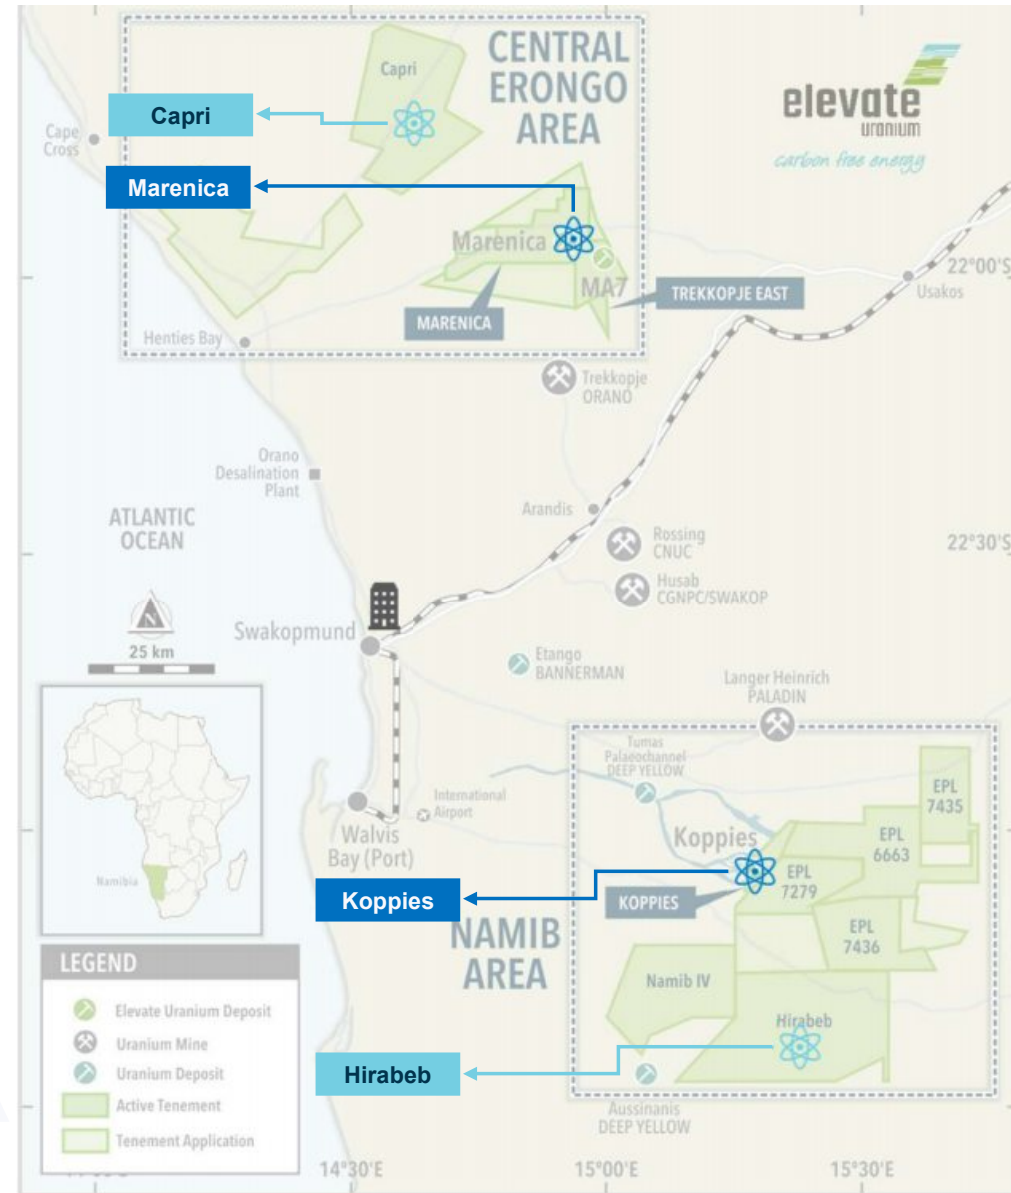 CENTRAL
ERONGO
AREA
elevate
uranium
carbon free energy
Capri
Capri
Cape
Cross
Marenica
Marenica
MA7
TREKKOPJE EAST
MARENICA
22°00'S
Usakos
Henties Bay
Trekkopje
ORANO
Orano
Desalination
Plant
Arandis
ATLANTIC
OCEAN
Rossing
CNUC
22°30'S
Husab
CGNPC/SWAKOP
N
25 km
Swakopmund
Etango
BANNERMAN
Langer Heinrich
PALADIN
Tumas
Palaeochannel
DEEP YELLOW
International
Airport
Walvis
Bay (Port)
Namibia
EPL
7435
Koppies
EPL
6663
EPL
7279
KOPPIES
Koppies
EPL
7436
NAMIB
AREA
Namib IV
Hirabeb
Hirabeb
Aussinanis
DEEP YELLOW
LEGEND
Elevate Uranium Deposit
Uranium Mine
Uranium Deposit
Active Tenement
Tenement Application
14°30'E
15°00'E
15°30'E